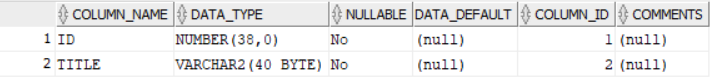 COLUMN_NAME DATA_TYPE NULLABLE DATA_DEFAULT COLUMN_ID COMMENTS
1 ID NUMBER(38,0) No (null) 1 (null)
2 TITLE VARCHAR2(40 BYTE) No (null) 2 (null)